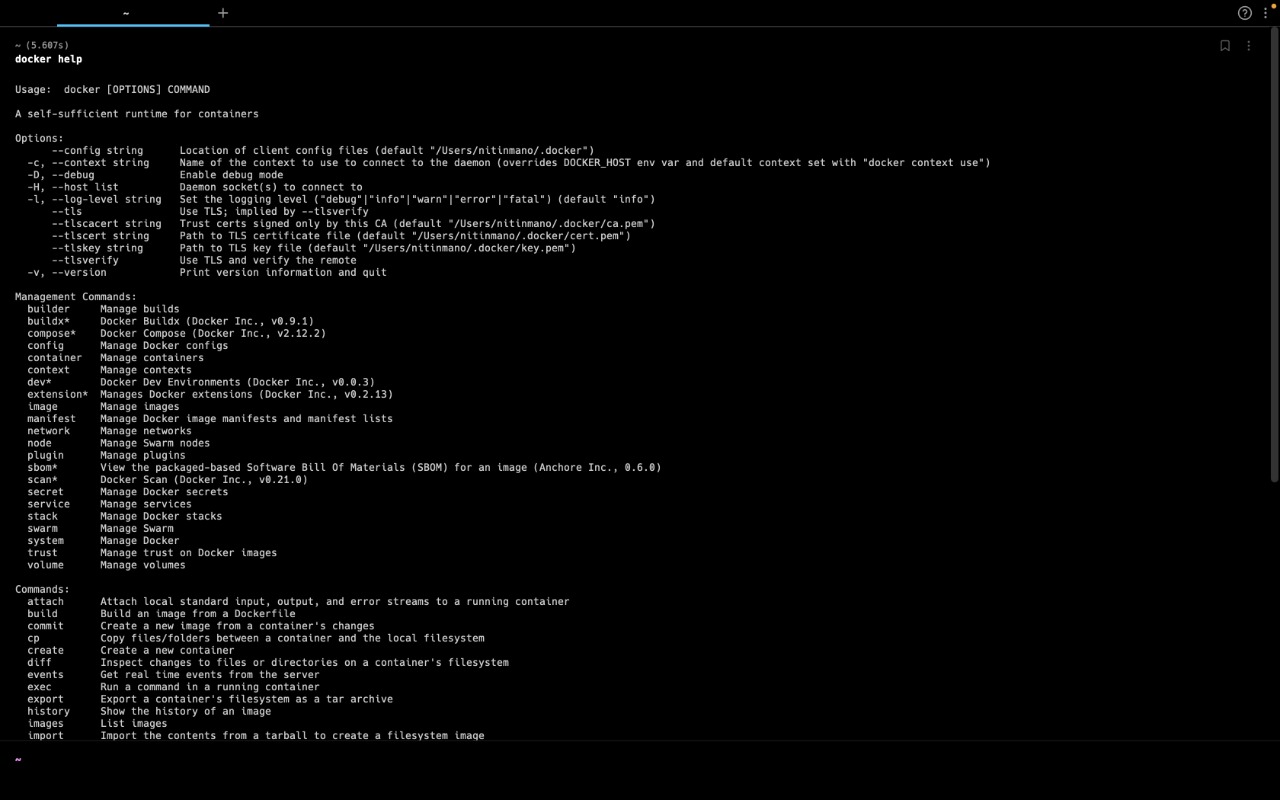 ~
+
~ (5.607s)
docker help
Usage:  docker [OPTIONS] COMMAND
A self-sufficient runtime for containers
Options:
      --config string      Location of client config files (default "/Users/nitinmano/.docker")
  -c, --context string     Name of the context to use to connect to the daemon (overrides DOCKER_HOST env var and default context set with "docker context use")
  -D, --debug              Enable debug mode
  -H, --host list          Daemon socket(s) to connect to
  -l, --log-level string   Set the logging level ("debug"|"info"|"warn"|"error"|"fatal") (default "info")
      --tls                Use TLS; implied by --tlsverify
      --tlscacert string   Trust certs signed only by this CA (default "/Users/nitinmano/.docker/ca.pem")
      --tlscert string     Path to TLS certificate file (default "/Users/nitinmano/.docker/cert.pem")
      --tlskey string      Path to TLS key file (default "/Users/nitinmano/.docker/key.pem")
      --tlsverify          Use TLS and verify the remote
  -v, --version            Print version information and quit
Management Commands:
  builder     Manage builds
  buildx*     Docker Buildx (Docker Inc., v0.9.1)
  compose*    Docker Compose (Docker Inc., v2.12.2)
  config      Manage Docker configs
  container   Manage containers
  context     Manage contexts
  dev*        Docker Dev Environments (Docker Inc., v0.0.3)
  extension*  Manages Docker extensions (Docker Inc., v0.2.13)
  image       Manage images
  manifest    Manage Docker image manifests and manifest lists
  network     Manage networks
  node        Manage Swarm nodes
  plugin      Manage plugins
  sbom*       View the packaged-based Software Bill Of Materials (SBOM) for an image (Anchore Inc., 0.6.0)
  scan*       Docker Scan (Docker Inc., v0.21.0)
  secret      Manage Docker secrets
  service     Manage services
  stack       Manage Docker stacks
  swarm       Manage Swarm
  system      Manage Docker
  trust       Manage trust on Docker images
  volume      Manage volumes
Commands:
  attach      Attach local standard input, output, and error streams to a running container
  build       Build an image from a Dockerfile
  commit      Create a new image from a container's changes
  cp          Copy files/folders between a container and the local filesystem
  create      Create a new container
  diff        Inspect changes to files or directories on a container's filesystem
  events      Get real time events from the server
  exec        Run a command in a running container
  export      Export a container's filesystem as a tar archive
  history     Show the history of an image
  images      List images
  import      Import the contents from a tarball to create a filesystem image
~